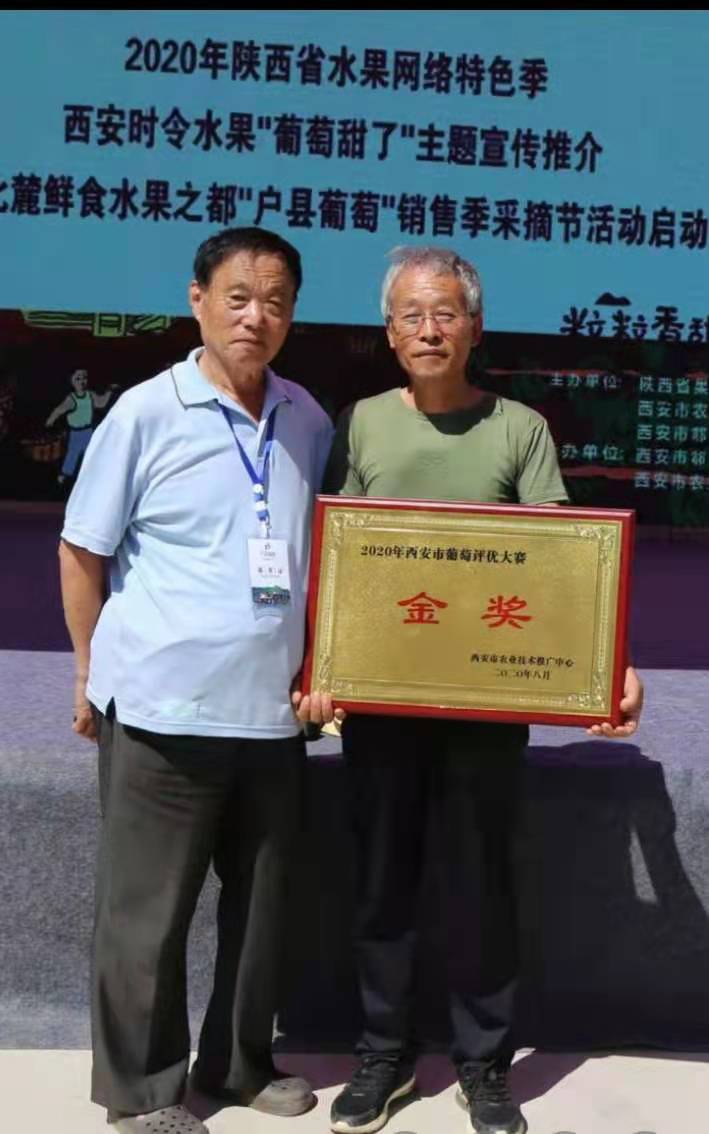 2020年陕西省水果网络特色季
西安时令水果"葡萄甜了"主题宣传推介
麓鲜食水果之都"户县葡萄"销售季采摘节活动启动
粒粒香甜
主办单位: 陕西省果
西安市农
西安市鄠
办单位: 西安市鄠
西安市农
2020年西安市葡萄评优大赛
金奖
西安市农业技术推广中心
二〇二〇年八月